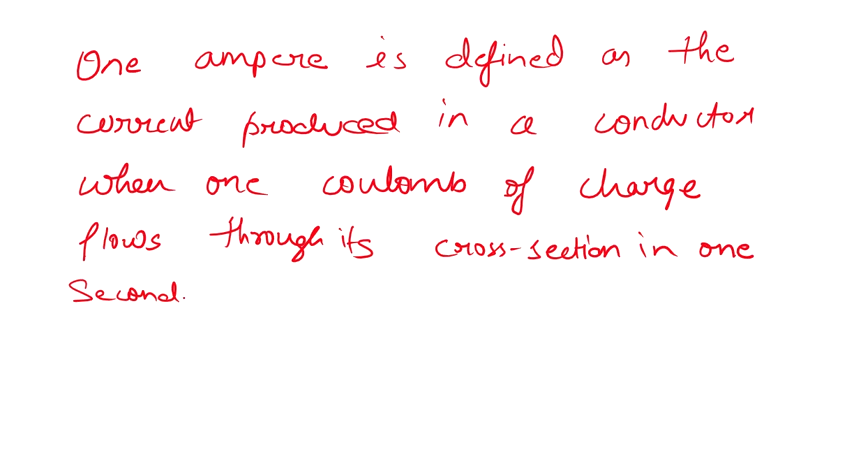 One ampere is defined as the
current produced in a conductor
when one coulomb of charge
flows through its cross-section in one
Second.